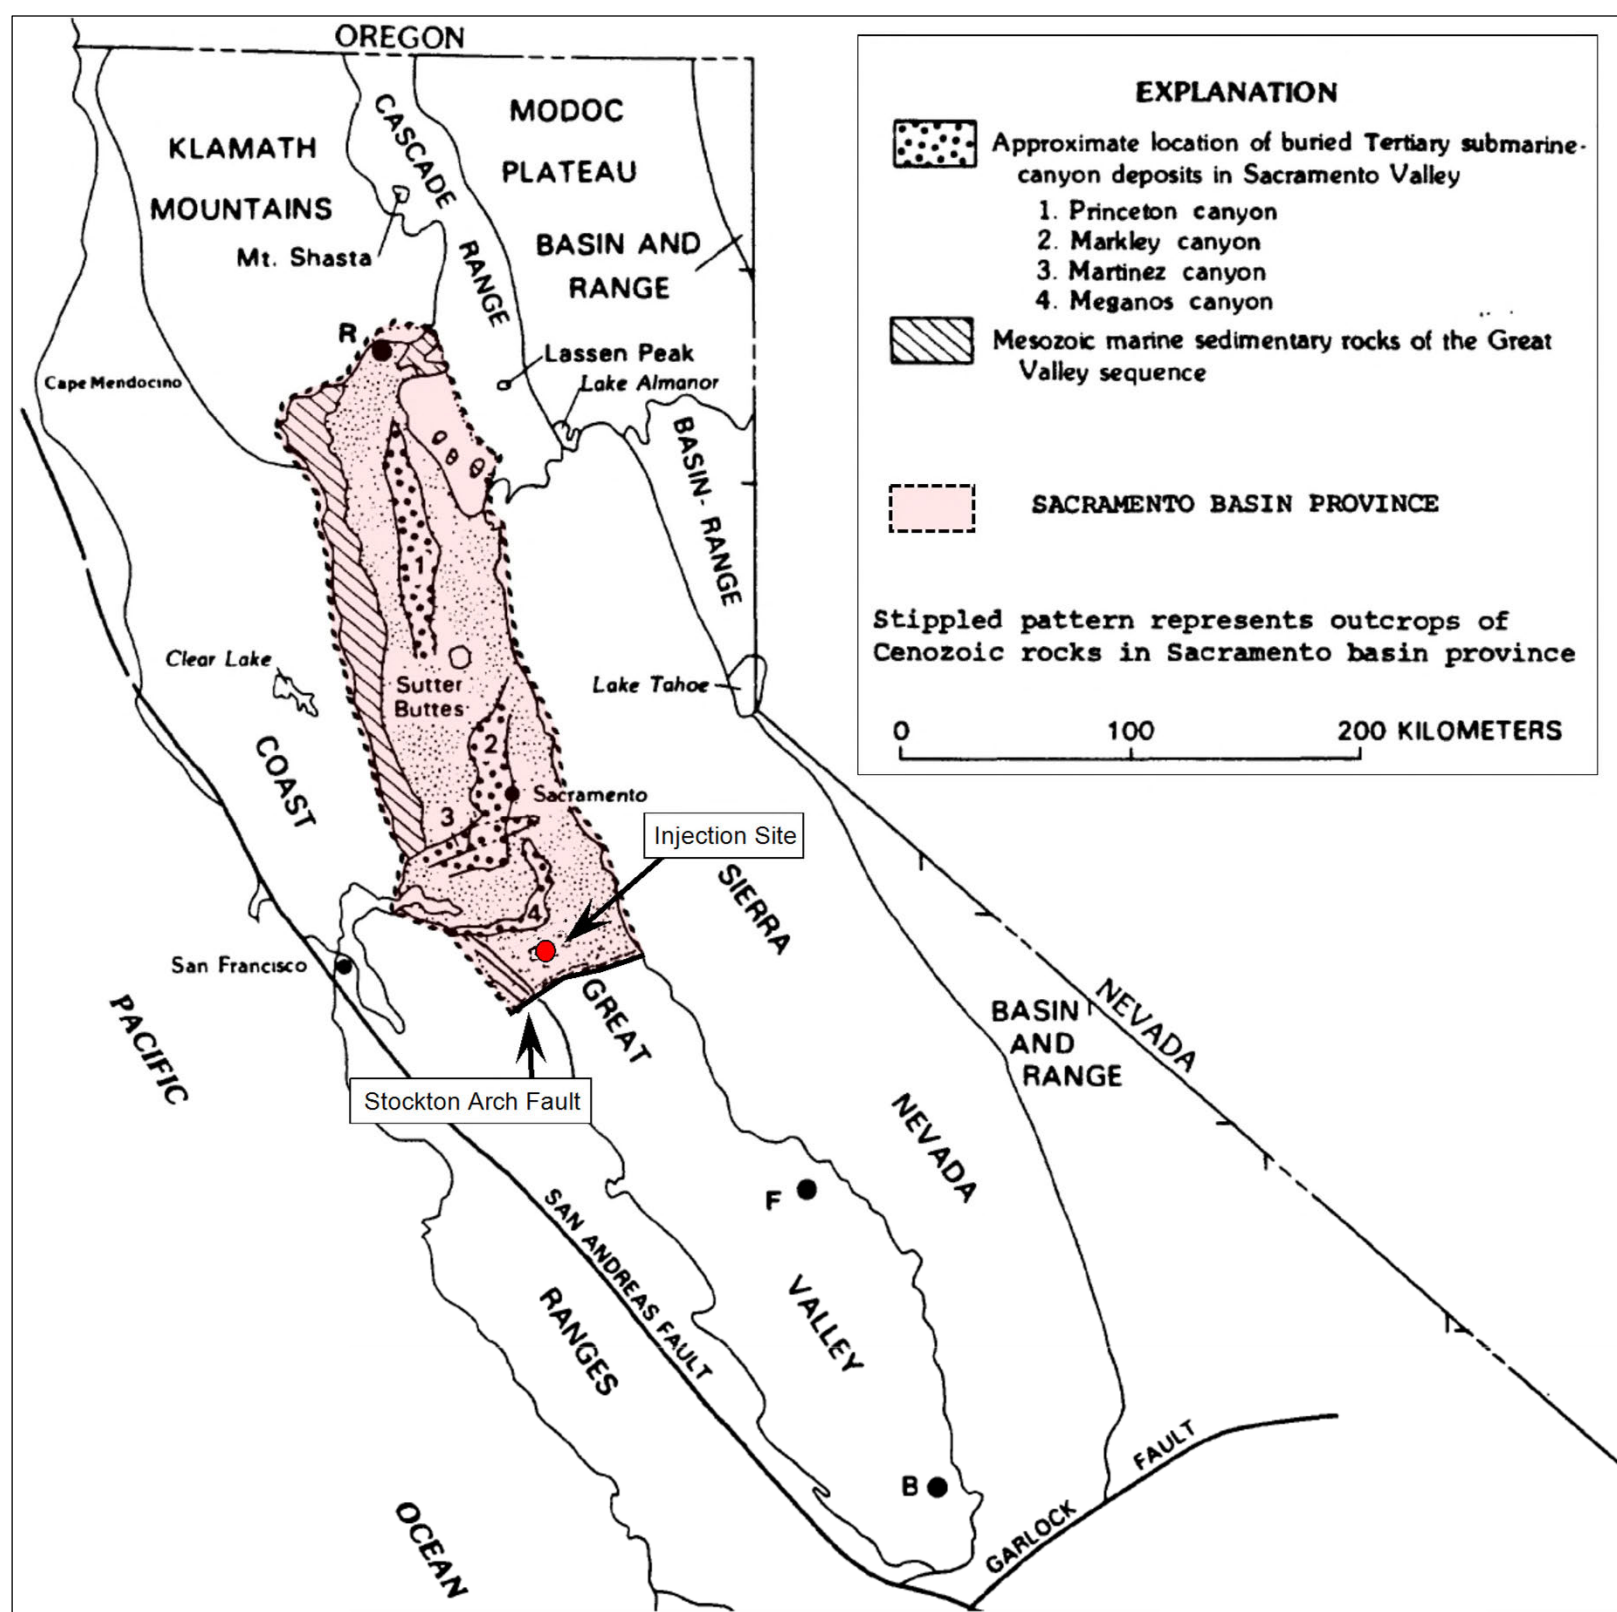 OREGON
KLAMATH
MOUNTAINS
CASCADE
RANGE
MODOC
PLATEAU
BASIN AND
RANGE
Mt. Shasta
R
Cape Mendocino
Lassen Peak
Lake Almanor
BASIN-RANGE
1
Clear Lake
Sutter
Buttes
Lake Tahoe
2
COAST
Sacramento
3
Injection Site
SIERRA
4
San Francisco
GREAT
PACIFIC
Stockton Arch Fault
BASIN
AND
RANGE
NEVADA
NEVADA
F
SAN ANDREAS FAULT
RANGES
VALLEY
B
OCEAN
GARLOCK
FAULT
EXPLANATION
Approximate location of buried Tertiary submarine-
canyon deposits in Sacramento Valley
1. Princeton canyon
2. Markley canyon
3. Martinez canyon
4. Meganos canyon
Mesozoic marine sedimentary rocks of the Great
Valley sequence
SACRAMENTO BASIN PROVINCE
Stippled pattern represents outcrops of
Cenozoic rocks in Sacramento basin province
0 100 200 KILOMETERS